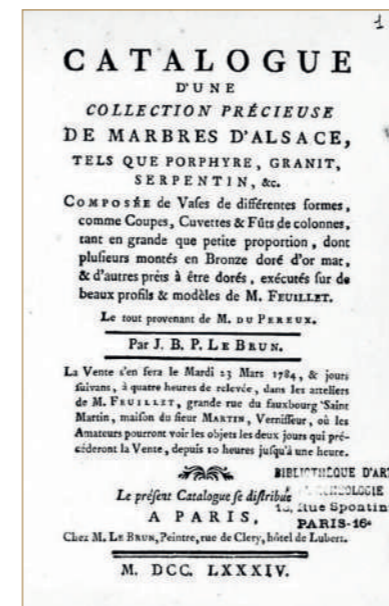 1
CATALOGUE
D'UNE
COLLECTION PRÉCIEUSE
DE MARBRES D'ALSACE,
TELS QUE PORPHYRE, GRANIT,
SERPENTIN, &c.
COMPOSÉE de Vaſes de différentes formes,
comme Coupes, Cuvettes & Fûts de colonnes,
tant en grande que petite proportion, dont
pluſieurs montés en Bronze doré d'or mat,
& d'autres prêts à être dorés, exécutés ſur de
beaux profils & modèles de M. FEUILLET.
Le tout provenant de M. DU PEREUX.
Par J. B. P. LE BRUN.
La Vente s'en fera le Mardi 23 Mars 1784, & jours
ſuivans, à quatre heures de relevée, dans les atteliers
de M. FEUILLET, grande rue du fauxbourg Saint
Martin, maiſon du ſieur MARTIN, Verniſſeur, où les
Amateurs pourront voir les objets les deux jours qui pré-
céderont la Vente, depuis 10 heures juſqu'à une heure.
BIBLIOTHÈQUE D'ART
Le préſent Catalogue ſe diſtribue
A PARIS,
Rue Spontini
PARIS-16e
Chez M. LE BRUN, Peintre, rue de Clery, hôtel de Lubert.
M. DCC. LXXXIV.